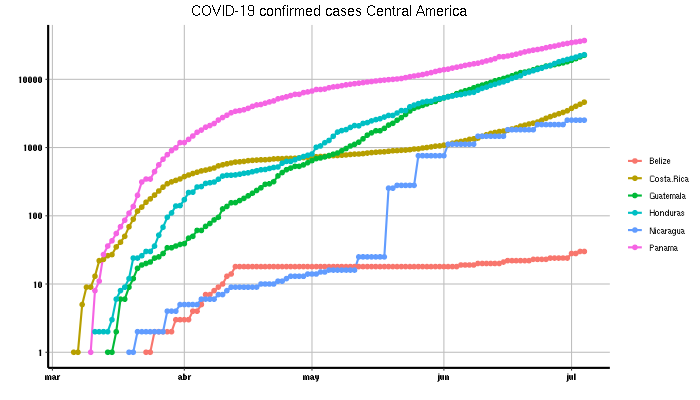 COVID-19 confirmed cases Central America
10000
1000
100
10
1
mar
abr
may
jun
jul
Belize
Costa.Rica
Guatemala
Honduras
Nicaragua
Panama